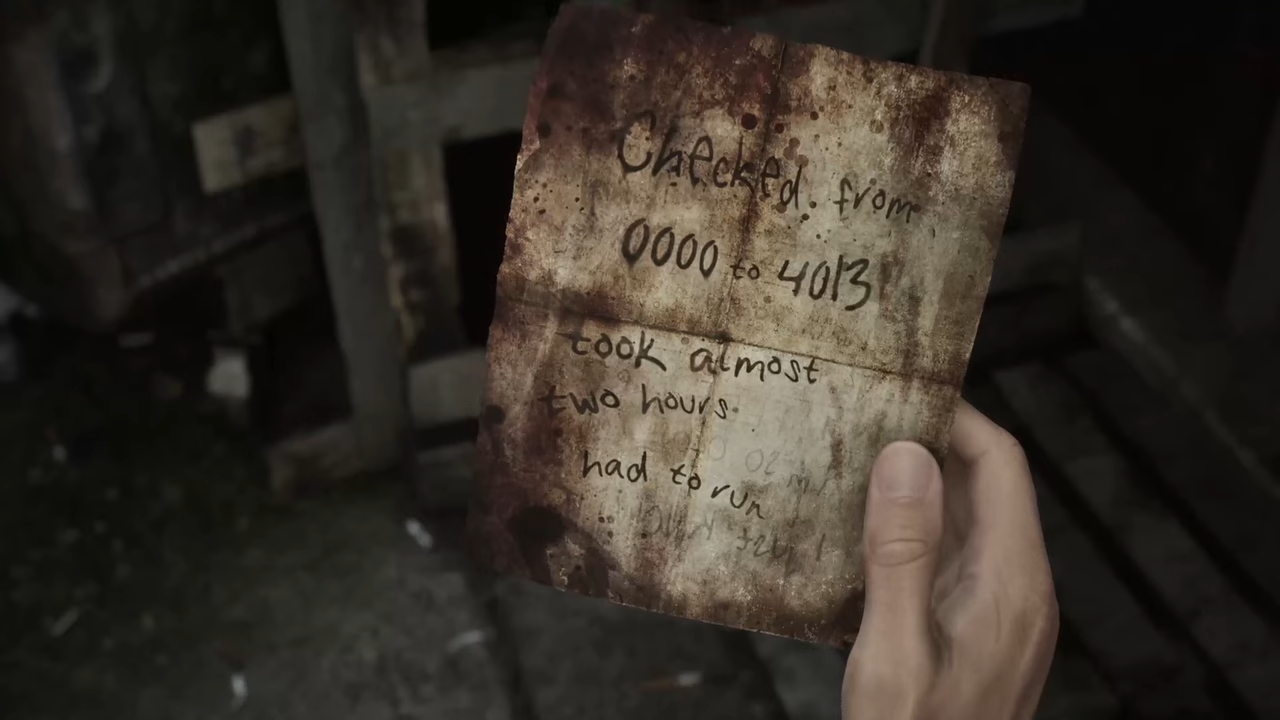 Checked. from
0000 to 4013
took almost
two hours.
had to run